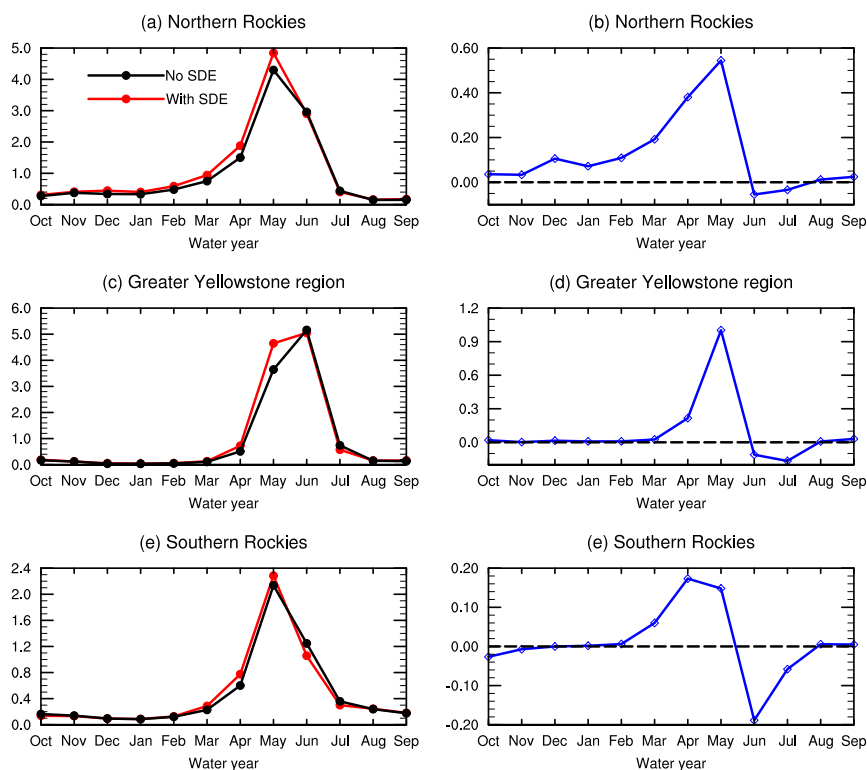 (a) Northern Rockies
5.0
4.0
3.0
2.0
1.0
0.0
No SDE
With SDE
Oct Nov Dec Jan Feb Mar Apr May Jun Jul Aug Sep
Water year
(b) Northern Rockies
0.60
0.40
0.20
0.00
Oct Nov Dec Jan Feb Mar Apr May Jun Jul Aug Sep
Water year
(c) Greater Yellowstone region
6.0
5.0
4.0
3.0
2.0
1.0
0.0
Oct Nov Dec Jan Feb Mar Apr May Jun Jul Aug Sep
Water year
(d) Greater Yellowstone region
1.2
0.9
0.6
0.3
0.0
Oct Nov Dec Jan Feb Mar Apr May Jun Jul Aug Sep
Water year
(e) Southern Rockies
2.4
2.0
1.6
1.2
0.8
0.4
0.0
Oct Nov Dec Jan Feb Mar Apr May Jun Jul Aug Sep
Water year
(e) Southern Rockies
0.20
0.10
0.00
-0.10
-0.20
Oct Nov Dec Jan Feb Mar Apr May Jun Jul Aug Sep
Water year